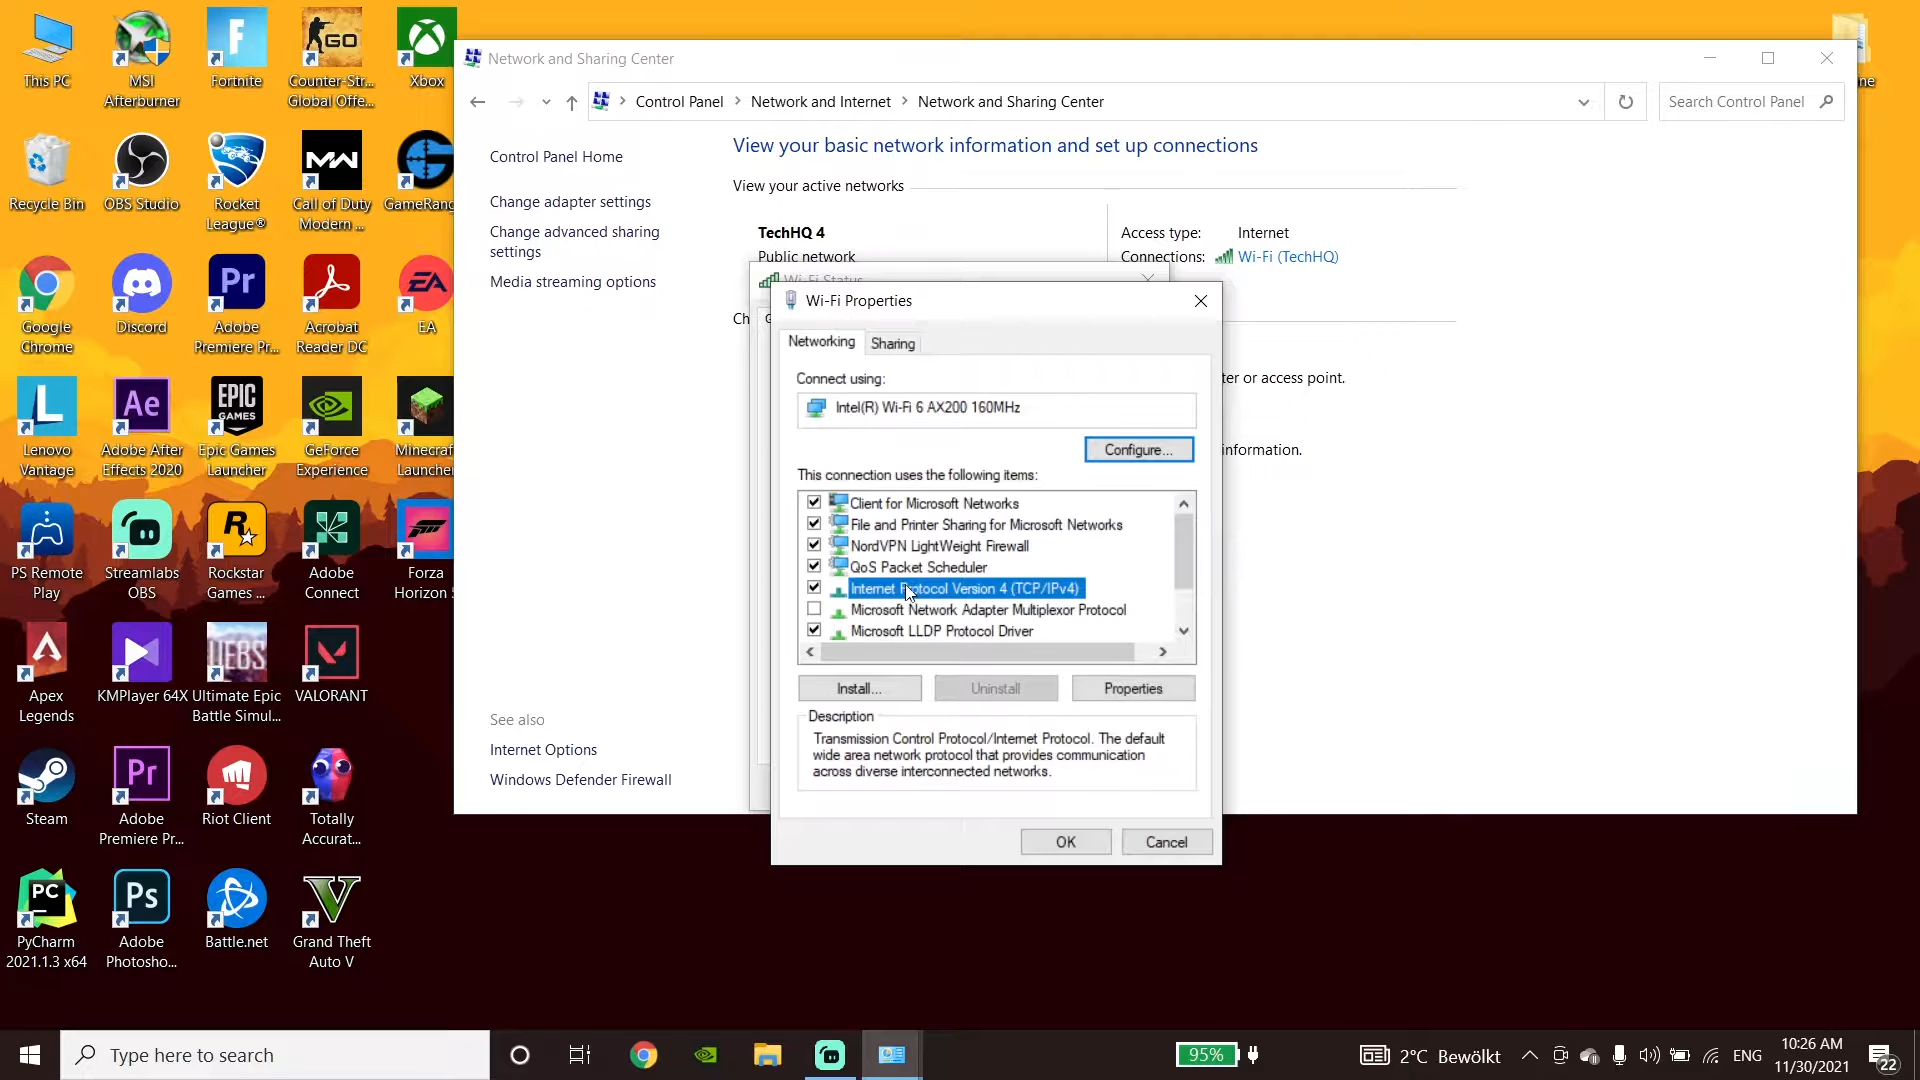 This PC
MSI
Afterburner
Fortnite
Counter-Str...
Global Offe...
Xbox
Recycle Bin
OBS Studio
Rocket
League®
Call of Duty
Modern ...
GameRang
Google
Chrome
Discord
Adobe
Premiere Pr...
Acrobat
Reader DC
EA
Lenovo
Vantage
Adobe After
Effects 2020
EPIC
GAMES
Epic Games
Launcher
GeForce
Experience
Minecraf
Launcher
PS Remote
Play
Streamlabs
OBS
Rockstar
Games ...
Adobe
Connect
Forza
Horizon 5
Apex
Legends
KMPlayer 64X
UEBS
Ultimate Epic
Battle Simul...
VALORANT
Steam
Adobe
Premiere Pr...
Riot Client
Totally
Accurat...
PyCharm
2021.1.3 x64
Adobe
Photosho...
Battle.net
Grand Theft
Auto V
Network and Sharing Center
Control Panel > Network and Internet > Network and Sharing Center
Search Control Panel
Control Panel Home
Change adapter settings
Change advanced sharing
settings
Media streaming options
See also
Internet Options
Windows Defender Firewall
View your basic network information and set up connections
View your active networks
TechHQ 4
Public network
Access type: Internet
Connections: Wi-Fi (TechHQ)
Ch
ter or access point.
information.
Wi-Fi Status
Wi-Fi Properties
Networking
Sharing
Connect using:
Intel(R) Wi-Fi 6 AX200 160MHz
Configure...
This connection uses the following items:
Client for Microsoft Networks
File and Printer Sharing for Microsoft Networks
NordVPN LightWeight Firewall
QoS Packet Scheduler
Internet Protocol Version 4 (TCP/IPv4)
Microsoft Network Adapter Multiplexor Protocol
Microsoft LLDP Protocol Driver
Install...
Uninstall
Properties
Description
Transmission Control Protocol/Internet Protocol. The default
wide area network protocol that provides communication
across diverse interconnected networks.
OK
Cancel
Type here to search
95%
2°C Bewölkt
ENG
10:26 AM
11/30/2021
22